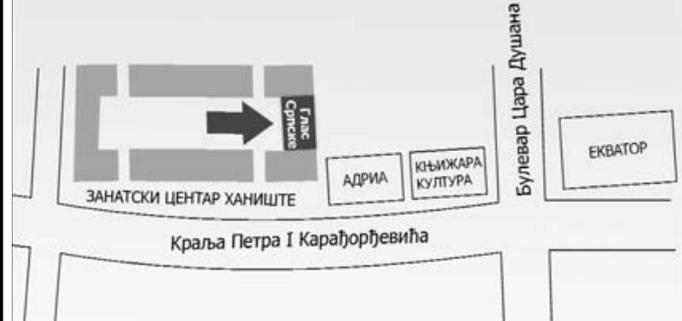 Булевар Цара Душана
Глас
Српске
ЕКВАТОР
АДРИА
КЊИЖАРА
КУЛТУРА
ЗАНАТСКИ ЦЕНТАР ХАНИШТЕ
Краља Петра I Карађорђевића